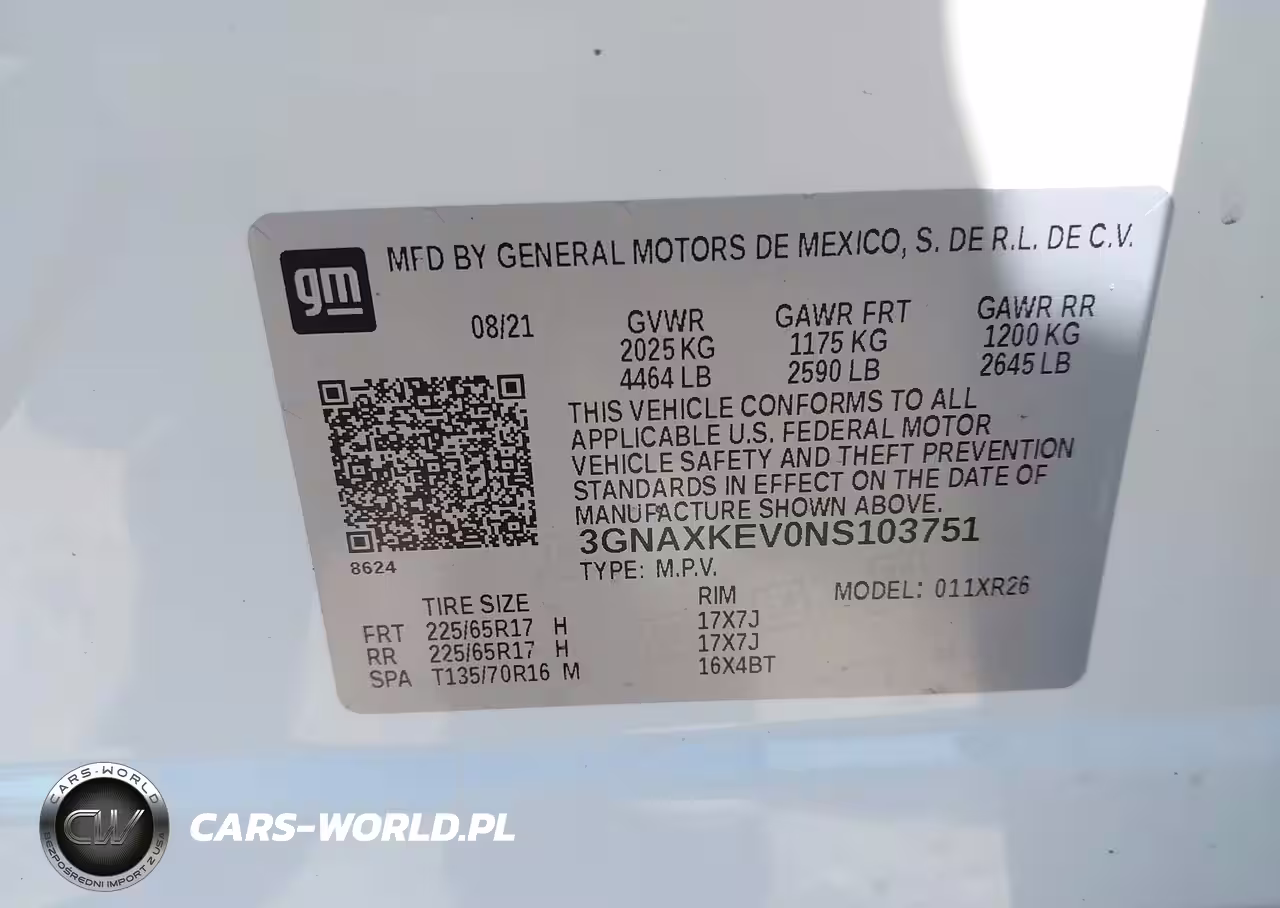 gm
MFD BY GENERAL MOTORS DE MEXICO, S. DE R.L. DE C.V.
08/21 GVWR GAWR FRT GAWR RR
2025 KG 1175 KG 1200 KG
4464 LB 2590 LB 2645 LB
THIS VEHICLE CONFORMS TO ALL
APPLICABLE U.S. FEDERAL MOTOR
VEHICLE SAFETY AND THEFT PREVENTION
STANDARDS IN EFFECT ON THE DATE OF
MANUFACTURE SHOWN ABOVE.
3GNAXKEV0NS103751
8624
TYPE: M.P.V.
TIRE SIZE RIM MODEL: 011XR26
FRT 225/65R17 H 17X7J
RR 225/65R17 H 17X7J
SPA T135/70R16 M 16X4BT
CARS-WORLD
CW
BEZPOŚREDNI IMPORT Z USA
CARS-WORLD.PL